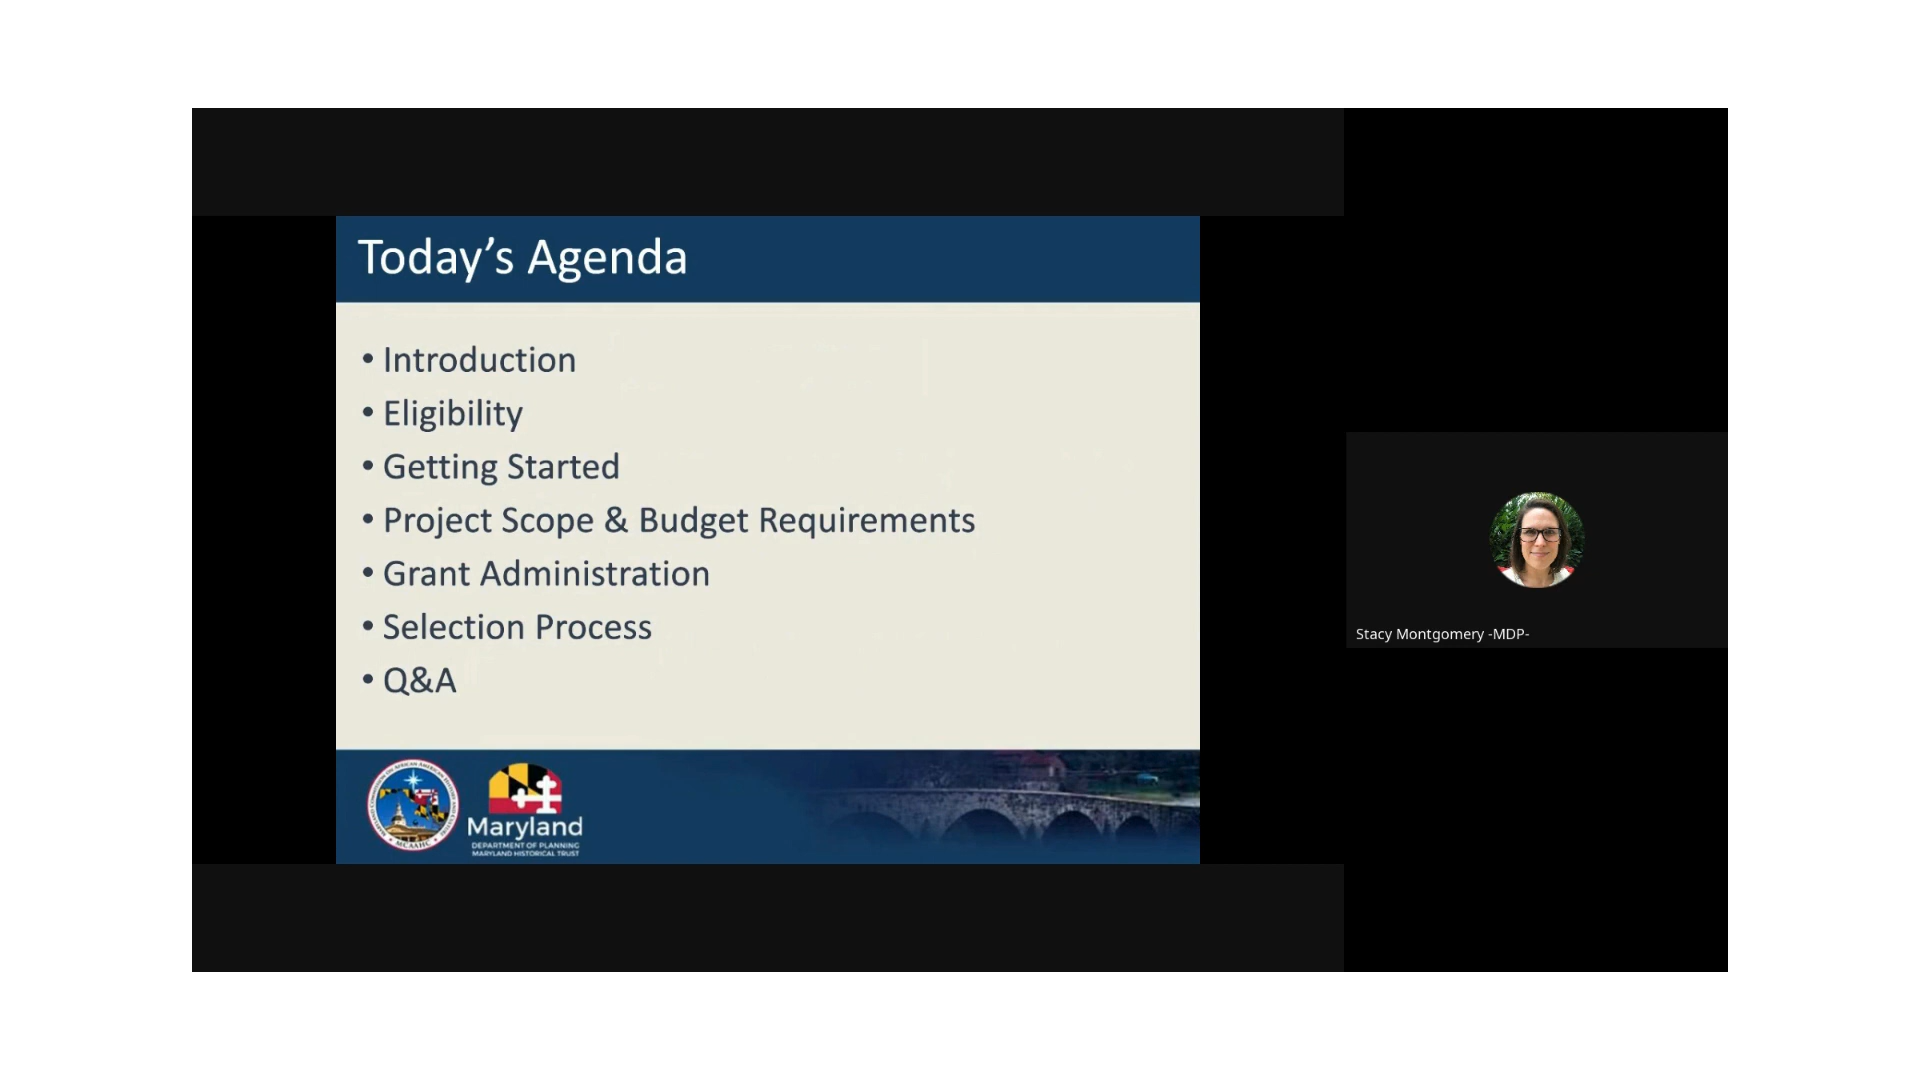 Today's Agenda
• Introduction
• Eligibility
• Getting Started
• Project Scope & Budget Requirements
• Grant Administration
• Selection Process
• Q&A
MCAAHC
Maryland
DEPARTMENT OF PLANNING
MARYLAND HISTORICAL TRUST
Stacy Montgomery -MDP-